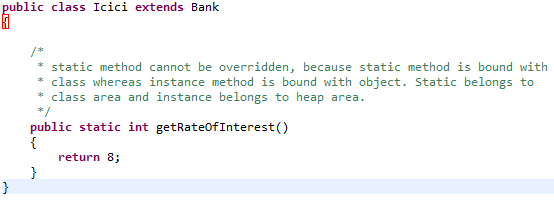 public class Icici extends Bank
{
/*
* static method cannot be overridden, because static method is bound with
* class whereas instance method is bound with object. Static belongs to
* class area and instance belongs to heap area.
*/
public static int getRateOfInterest()
{
return 8;
}
}